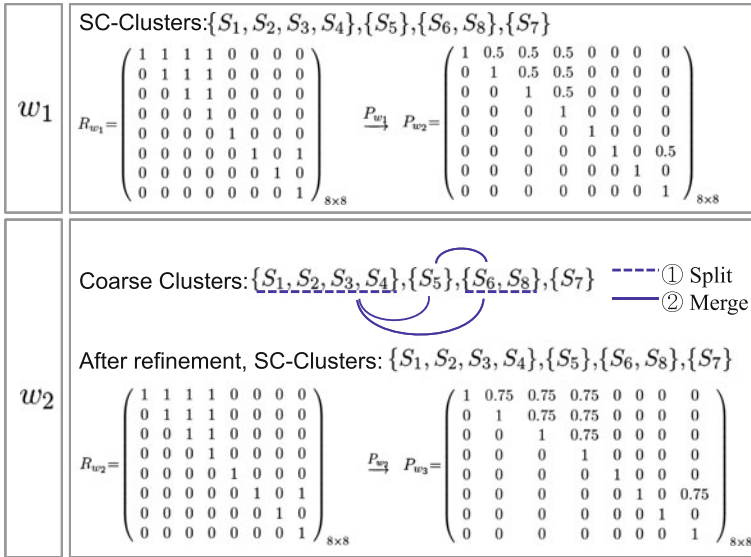 w₁
SC-Clusters:{S₁, S₂, S₃, S₄},{S₅},{S₆, S₈},{S₇}
R_{w₁}=
1 1 1 1 0 0 0 0
0 1 1 1 0 0 0 0
0 0 1 1 0 0 0 0
0 0 0 1 0 0 0 0
0 0 0 0 1 0 0 0
0 0 0 0 0 1 0 1
0 0 0 0 0 0 1 0
0 0 0 0 0 0 0 1
8×8
P_{w₁}
→
P_{w₂}=
1 0.5 0.5 0.5 0 0 0 0
0 1 0.5 0.5 0 0 0 0
0 0 1 0.5 0 0 0 0
0 0 0 1 0 0 0 0
0 0 0 0 1 0 0 0
0 0 0 0 0 1 0 0.5
0 0 0 0 0 0 1 0
0 0 0 0 0 0 0 1
8×8
w₂
Coarse Clusters:{S₁, S₂, S₃, S₄},{S₅},{S₆, S₈},{S₇}
① Split
② Merge
After refinement, SC-Clusters: {S₁, S₂, S₃, S₄},{S₅},{S₆, S₈},{S₇}
R_{w₂}=
1 1 1 1 0 0 0 0
0 1 1 1 0 0 0 0
0 0 1 1 0 0 0 0
0 0 0 1 0 0 0 0
0 0 0 0 1 0 0 0
0 0 0 0 0 1 0 1
0 0 0 0 0 0 1 0
0 0 0 0 0 0 0 1
8×8
P_{w₂}
→
P_{w₃}=
1 0.75 0.75 0.75 0 0 0 0
0 1 0.75 0.75 0 0 0 0
0 0 1 0.75 0 0 0 0
0 0 0 1 0 0 0 0
0 0 0 0 1 0 0 0
0 0 0 0 0 1 0 0.75
0 0 0 0 0 0 1 0
0 0 0 0 0 0 0 1
8×8